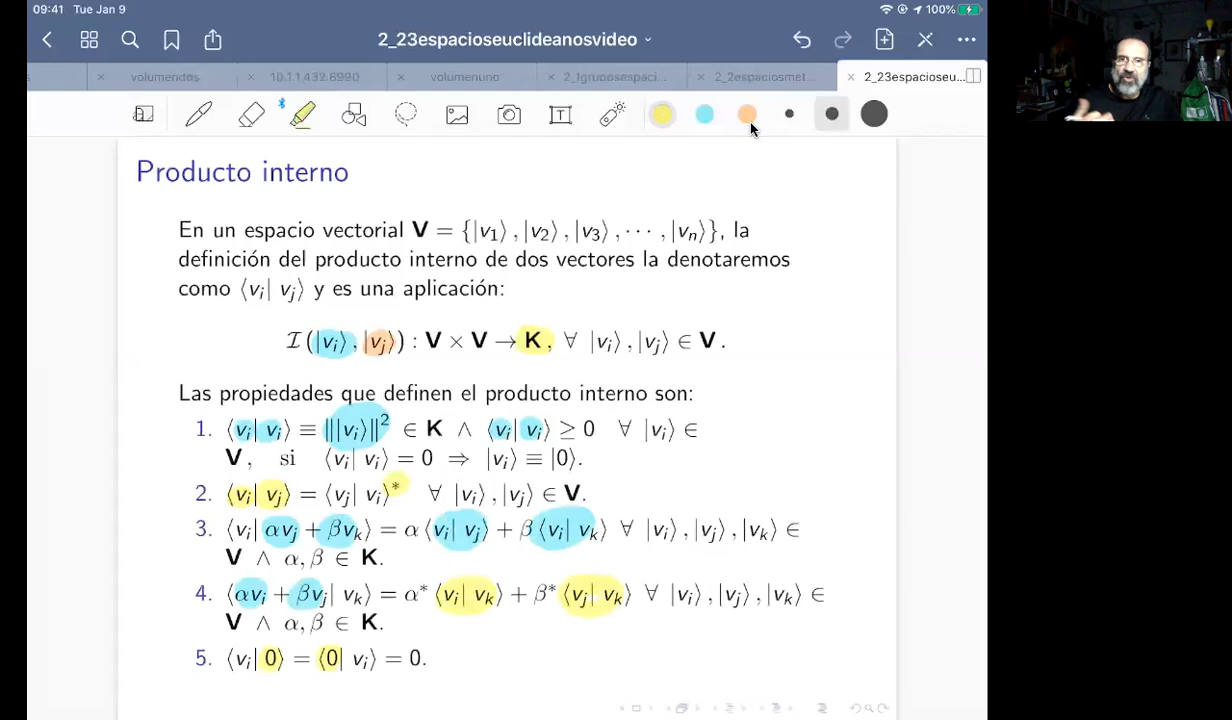 09:41 Tue Jan 9
100%
2_23espacioseuclideanosvideo
volumendos
10.1.1.432.6990
volumenuno
2_1gruposespaci...
2_2espaciosmet...
2_23espacioseu...
Producto interno
En un espacio vectorial V = {|v₁⟩, |v₂⟩, |v₃⟩, ⋯, |vₙ⟩}, la
definición del producto interno de dos vectores la denotaremos
como ⟨vᵢ| vⱼ⟩ y es una aplicación:
ℐ(|vᵢ⟩, |vⱼ⟩) : V × V → K, ∀ |vᵢ⟩, |vⱼ⟩ ∈ V.
Las propiedades que definen el producto interno son:
1. ⟨vᵢ| vᵢ⟩ ≡ ‖|vᵢ⟩‖² ∈ K ∧ ⟨vᵢ| vᵢ⟩ ≥ 0 ∀ |vᵢ⟩ ∈
V, si ⟨vᵢ| vᵢ⟩ = 0 ⇒ |vᵢ⟩ ≡ |0⟩.
2. ⟨vᵢ| vⱼ⟩ = ⟨vⱼ| vᵢ⟩* ∀ |vᵢ⟩, |vⱼ⟩ ∈ V.
3. ⟨vᵢ| αvⱼ + βvₖ⟩ = α ⟨vᵢ| vⱼ⟩ + β ⟨vᵢ| vₖ⟩ ∀ |vᵢ⟩, |vⱼ⟩, |vₖ⟩ ∈
V ∧ α, β ∈ K.
4. ⟨αvᵢ + βvⱼ| vₖ⟩ = α* ⟨vᵢ| vₖ⟩ + β* ⟨vⱼ| vₖ⟩ ∀ |vᵢ⟩, |vⱼ⟩, |vₖ⟩ ∈
V ∧ α, β ∈ K.
5. ⟨vᵢ| 0⟩ = ⟨0| vᵢ⟩ = 0.